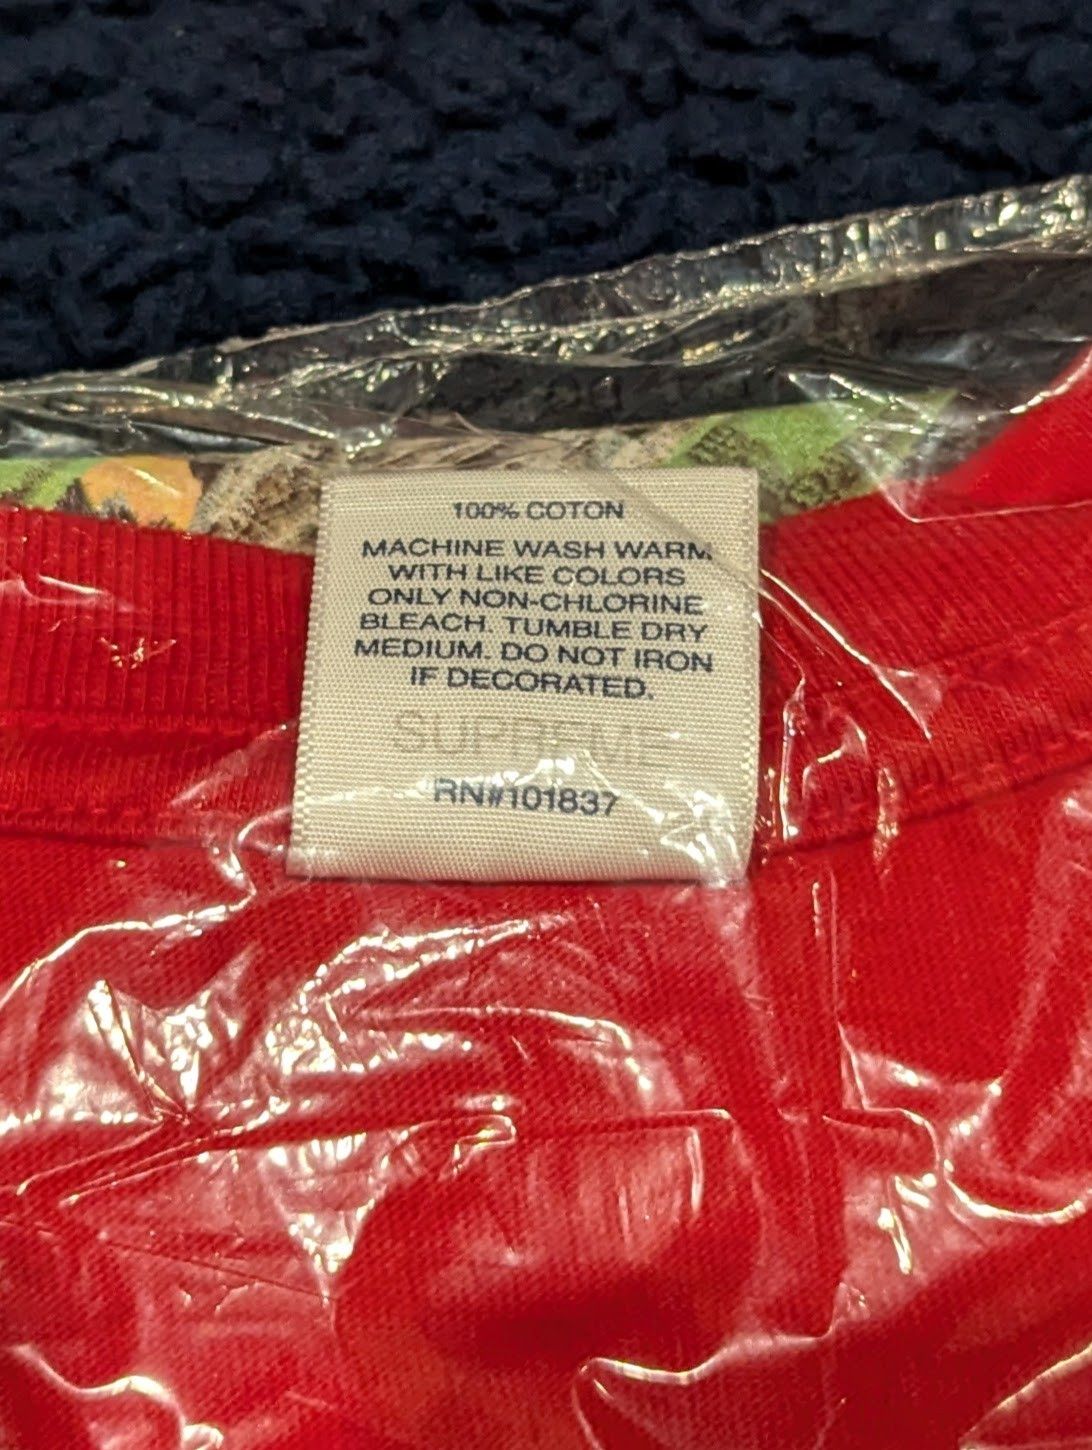 100% COTON
MACHINE WASH WARM
WITH LIKE COLORS
ONLY NON-CHLORINE
BLEACH. TUMBLE DRY
MEDIUM. DO NOT IRON
IF DECORATED.
SUPREME
RN#101837